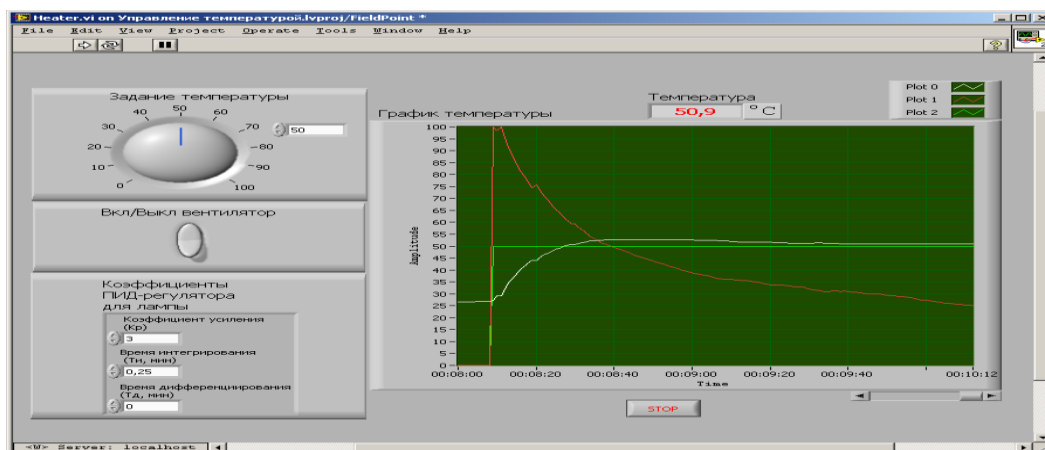 Heater.vi on Управление температурой.lvproj/FieldPoint *
File Edit View Project Operate Tools Window Help
Задание температуры
0
10
20
30
40
50
60
70
80
90
100
50
Вкл/Выкл вентилятор
Коэффициенты
ПИД-регулятора
для лампы
Коэффициент усиления
(Кр)
3
Время интегрирования
(Ти, мин)
0,25
Время дифференциирования
(Тд, мин)
0
График температуры
Температура
50,9 °C
Plot 0
Plot 1
Plot 2
Amplitude
100
95
90
85
80
75
70
65
60
55
50
45
40
35
30
25
20
15
10
5
0
00:08:00 00:08:20 00:08:40 00:09:00 00:09:20 00:09:40 00:10:12
Time
STOP
Server: localhost